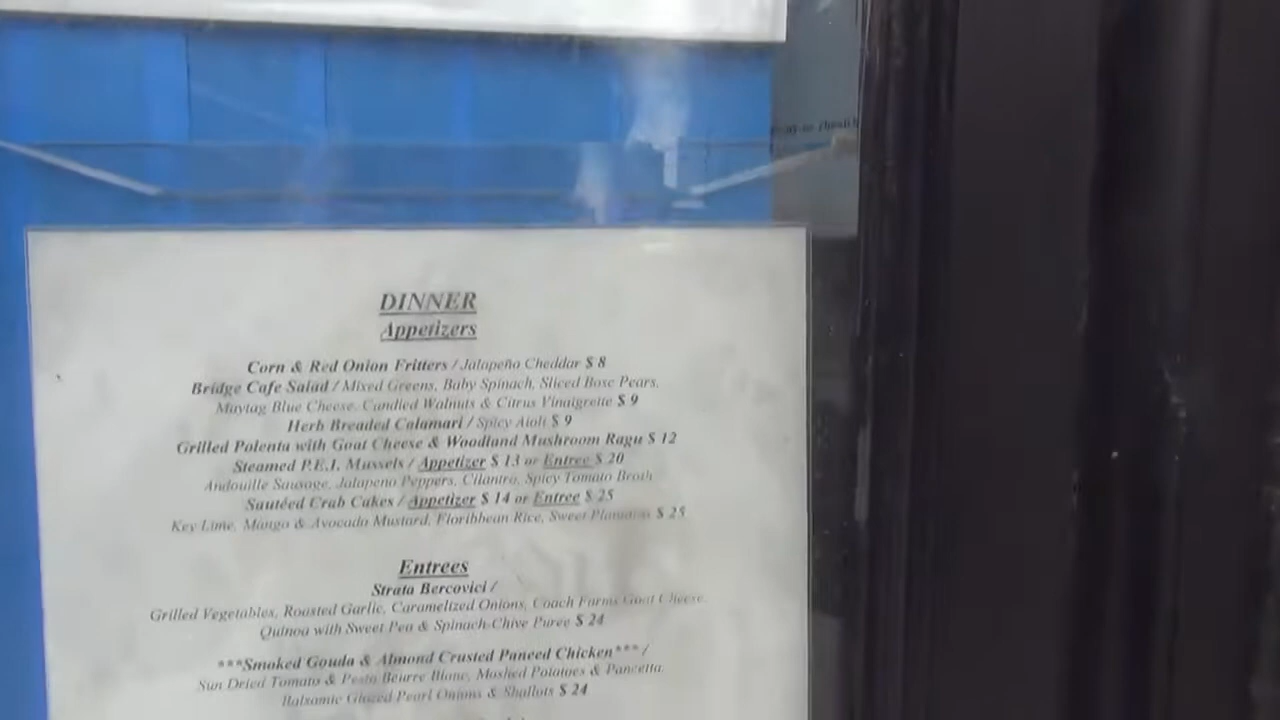 DINNER
Appetizers
Corn & Red Onion Fritters / Jalapeño Cheddar $ 8
Bridge Cafe Salad / Mixed Greens, Baby Spinach, Sliced Bosc Pears,
Maytag Blue Cheese, Candied Walnuts & Citrus Vinaigrette $ 9
Herb Breaded Calamari / Spicy Aioli $ 9
Grilled Polenta with Goat Cheese & Woodland Mushroom Ragu $ 12
Steamed P.E.I. Mussels / Appetizer $ 13 or Entree $ 20
Andouille Sausage, Jalapeno Peppers, Cilantro, Spicy Tomato Broth
Sautéed Crab Cakes / Appetizer $ 14 or Entree $ 25
Key Lime, Mango & Avocado Mustard, Floribbean Rice, Sweet Plantains $ 25
Entrees
Strata Bercovici /
Grilled Vegetables, Roasted Garlic, Caramelized Onions, Coach Farms Goat Cheese,
Quinoa with Sweet Pea & Spinach-Chive Puree $ 24
***Smoked Gouda & Almond Crusted Paneed Chicken*** /
Sun Dried Tomato & Pesto Beurre Blanc, Mashed Potatoes & Pancetta,
Balsamic Glazed Pearl Onions & Shallots $ 24